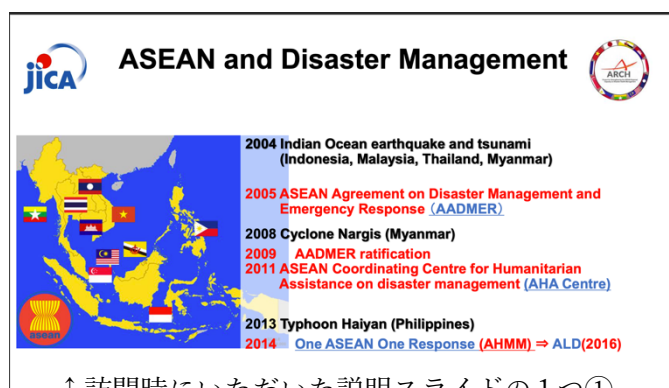 jICA
ASEAN and Disaster Management
ARCH
2004 Indian Ocean earthquake and tsunami
(Indonesia, Malaysia, Thailand, Myanmar)
2005 ASEAN Agreement on Disaster Management and
Emergency Response (AADMER)
2008 Cyclone Nargis (Myanmar)
2009 AADMER ratification
2011 ASEAN Coordinating Centre for Humanitarian
Assistance on disaster management (AHA Centre)
2013 Typhoon Haiyan (Philippines)
2014 One ASEAN One Response (AHMM) ⇒ ALD(2016)
asean
↑訪問時にいただいた説明スライドの1つ①